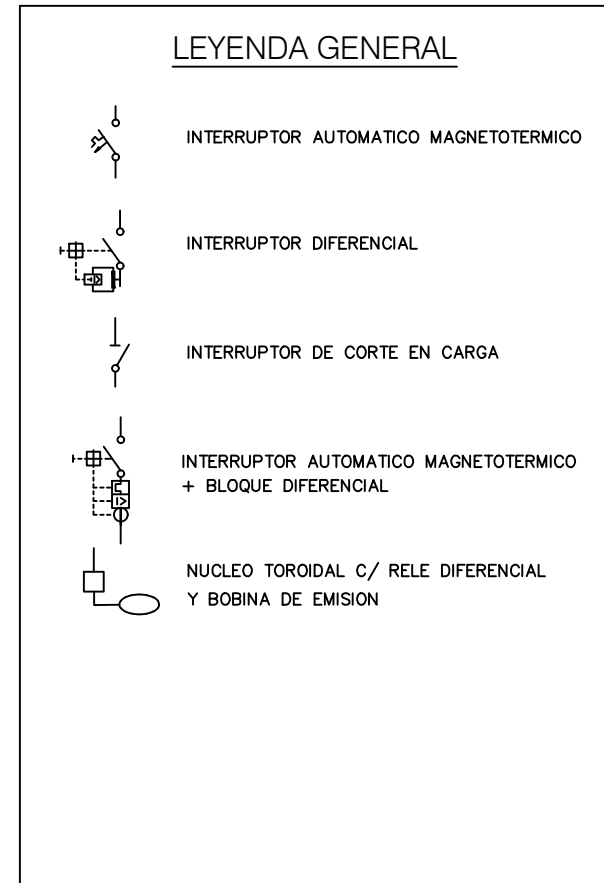 LEYENDA GENERAL
INTERRUPTOR AUTOMATICO MAGNETOTERMICO
INTERRUPTOR DIFERENCIAL
INTERRUPTOR DE CORTE EN CARGA
INTERRUPTOR AUTOMATICO MAGNETOTERMICO
+ BLOQUE DIFERENCIAL
NUCLEO TOROIDAL C/ RELE DIFERENCIAL
Y BOBINA DE EMISION